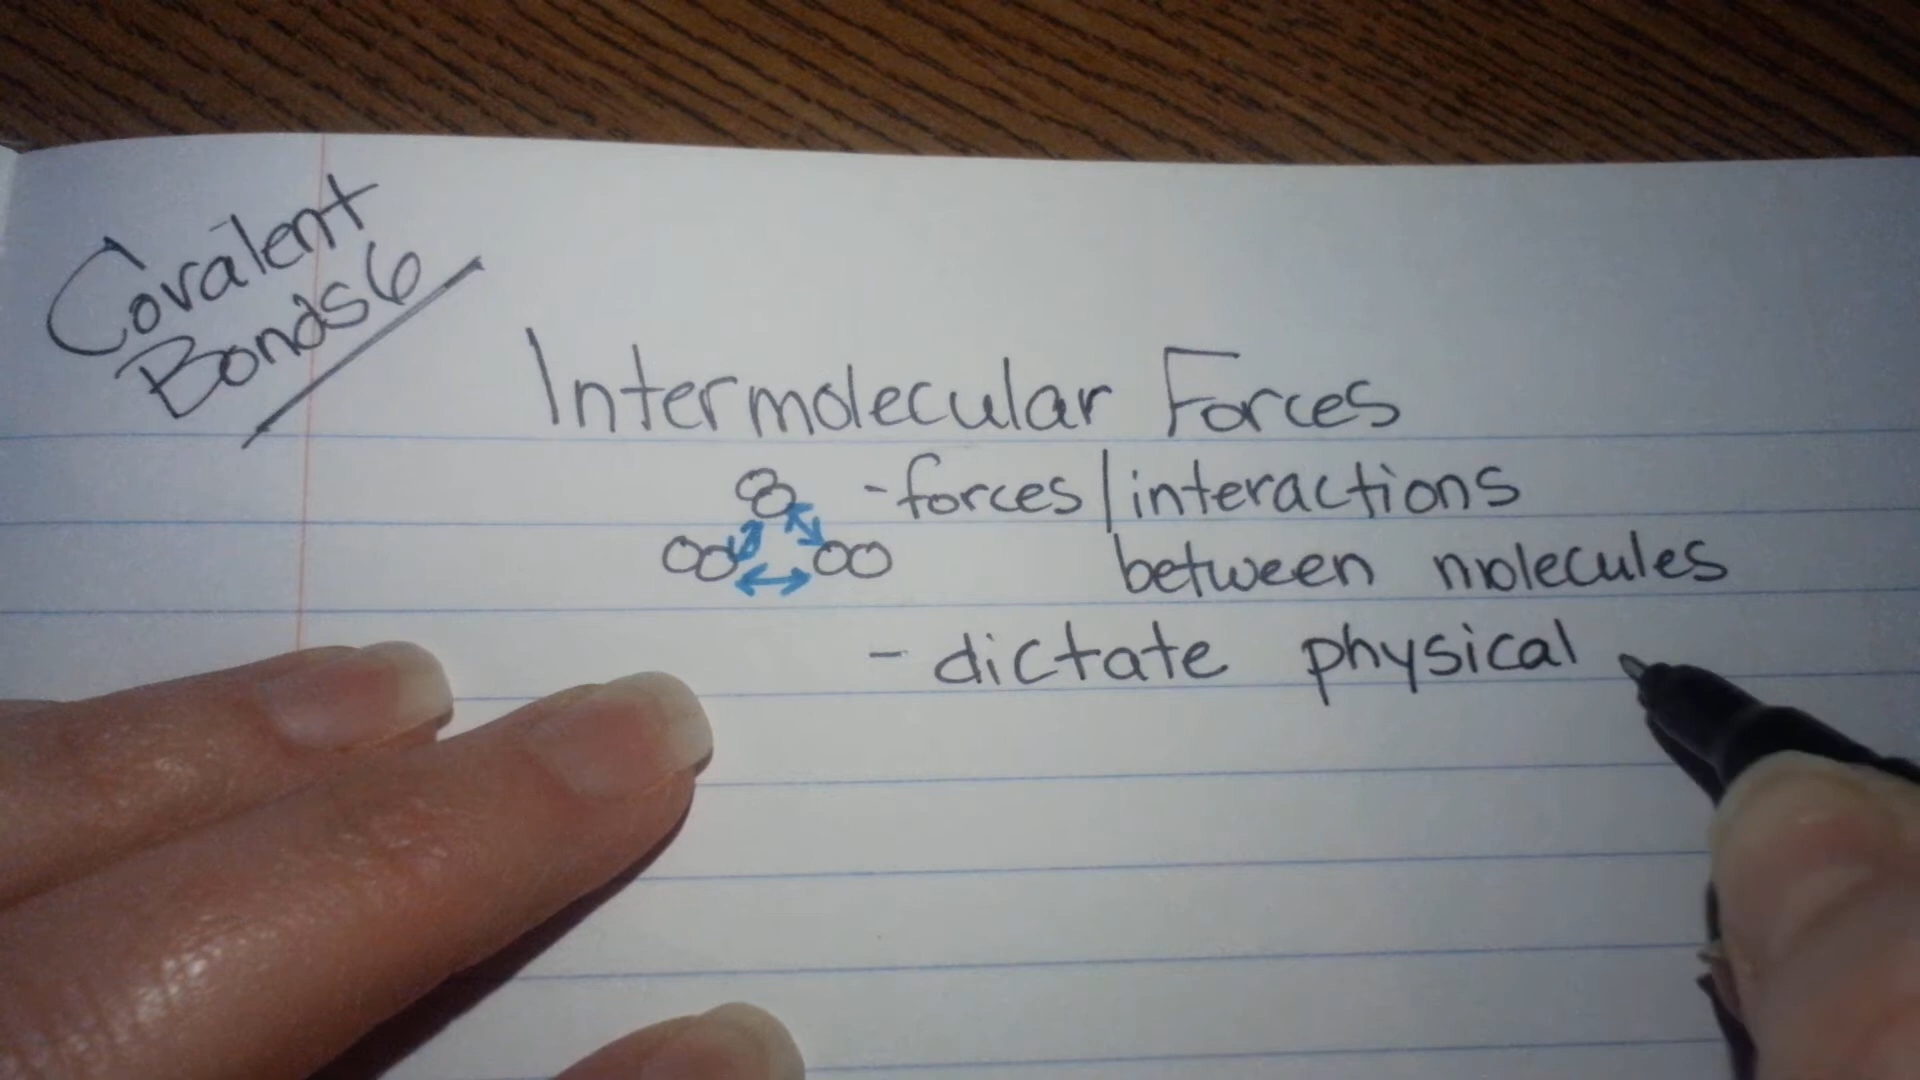 Covalent
Bonds 6
Intermolecular Forces
-forces/interactions
between molecules
- dictate physical